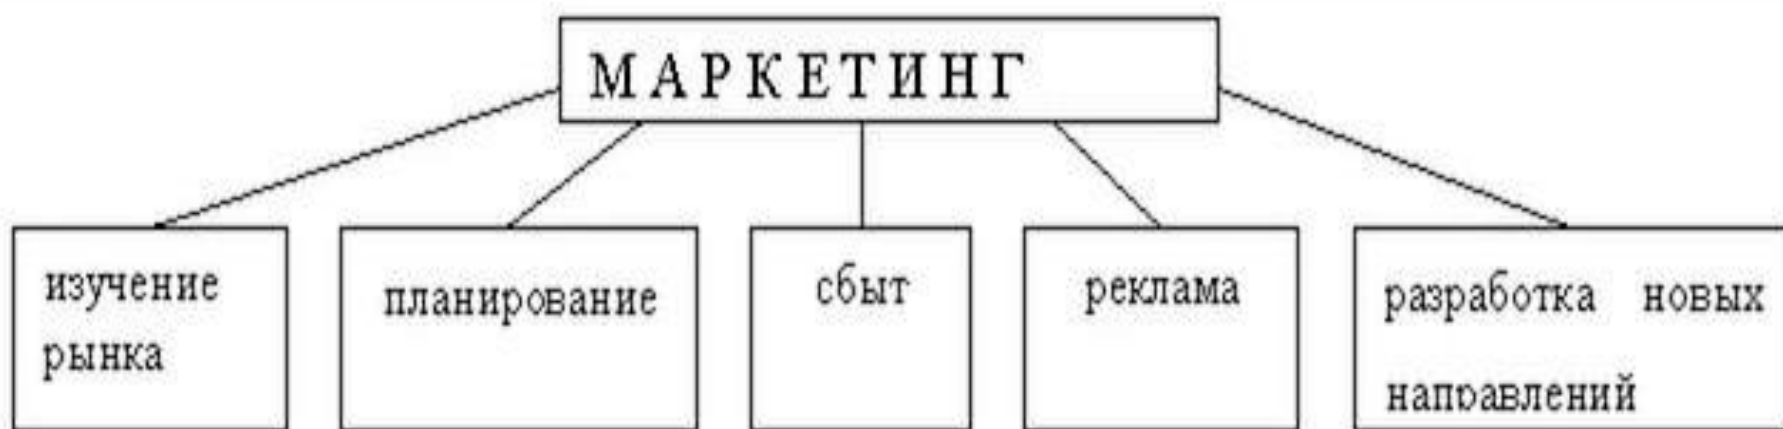 МАРКЕТИНГ
изучение
рынка
планирование
сбыт
реклама
разработка новых
направлений